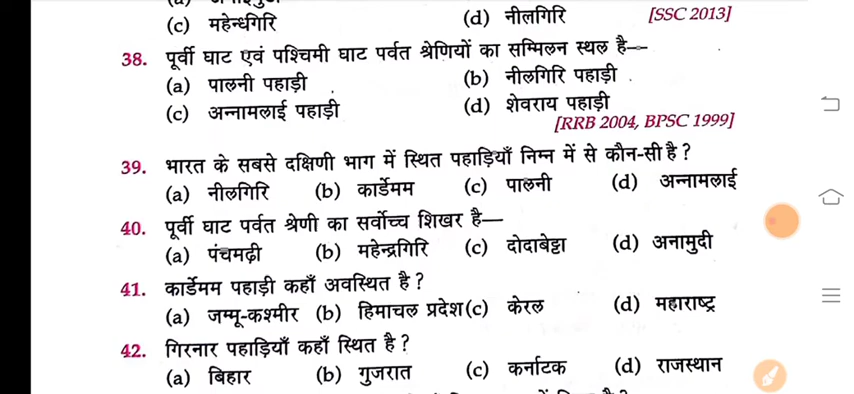 (c) महेन्धगिरि (d) नीलगिरि [SSC 2013]
38. पूर्वी घाट एवं पश्चिमी घाट पर्वत श्रेणियों का सम्मिलन स्थल है—
(a) पालनी पहाड़ी (b) नीलगिरि पहाड़ी
(c) अन्नामलाई पहाड़ी (d) शेवराय पहाड़ी
[RRB 2004, BPSC 1999]
39. भारत के सबसे दक्षिणी भाग में स्थित पहाड़ियाँ निम्न में से कौन-सी है ?
(a) नीलगिरि (b) कार्डेमम (c) पालनी (d) अन्नामलाई
40. पूर्वी घाट पर्वत श्रेणी का सर्वोच्च शिखर है—
(a) पंचमढ़ी (b) महेन्द्रगिरि (c) दोदाबेट्टा (d) अनामुदी
41. कार्डेमम पहाड़ी कहाँ अवस्थित है ?
(a) जम्मू-कश्मीर (b) हिमाचल प्रदेश (c) केरल (d) महाराष्ट्र
42. गिरनार पहाड़ियाँ कहाँ स्थित है ?
(a) बिहार (b) गुजरात (c) कर्नाटक (d) राजस्थान